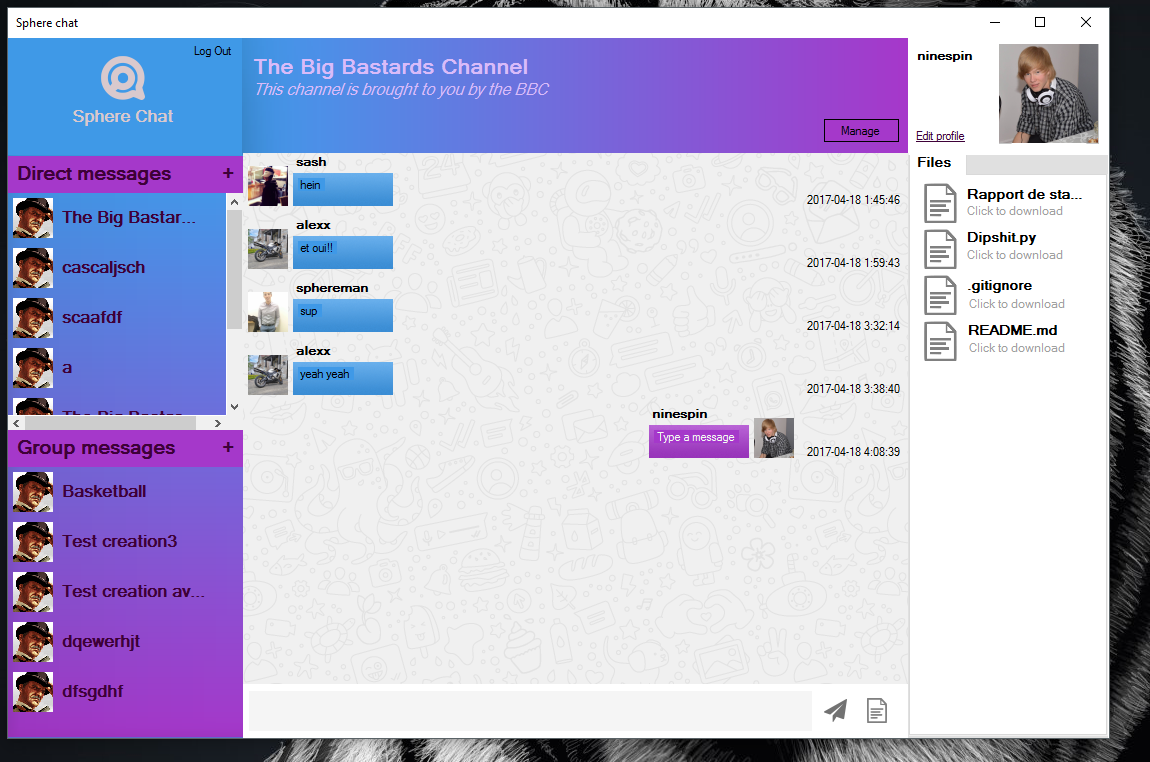 Sphere chat
Log Out
Sphere Chat
The Big Bastards Channel
This channel is brought to you by the BBC
Manage
ninespin
Edit profile
Direct messages +
The Big Bastar...
cascaljsch
scaafdf
a
The Big Bastar...
Group messages +
Basketball
Test creation3
Test creation av...
dqewerhjt
dfsgdhf
sash
hein
2017-04-18 1:45:46
alexx
et oui!!
2017-04-18 1:59:43
sphereman
sup
2017-04-18 3:32:14
alexx
yeah yeah
2017-04-18 3:38:40
ninespin
Type a message
2017-04-18 4:08:39
Files
Rapport de sta...
Click to download
Dipshit.py
Click to download
.gitignore
Click to download
README.md
Click to download